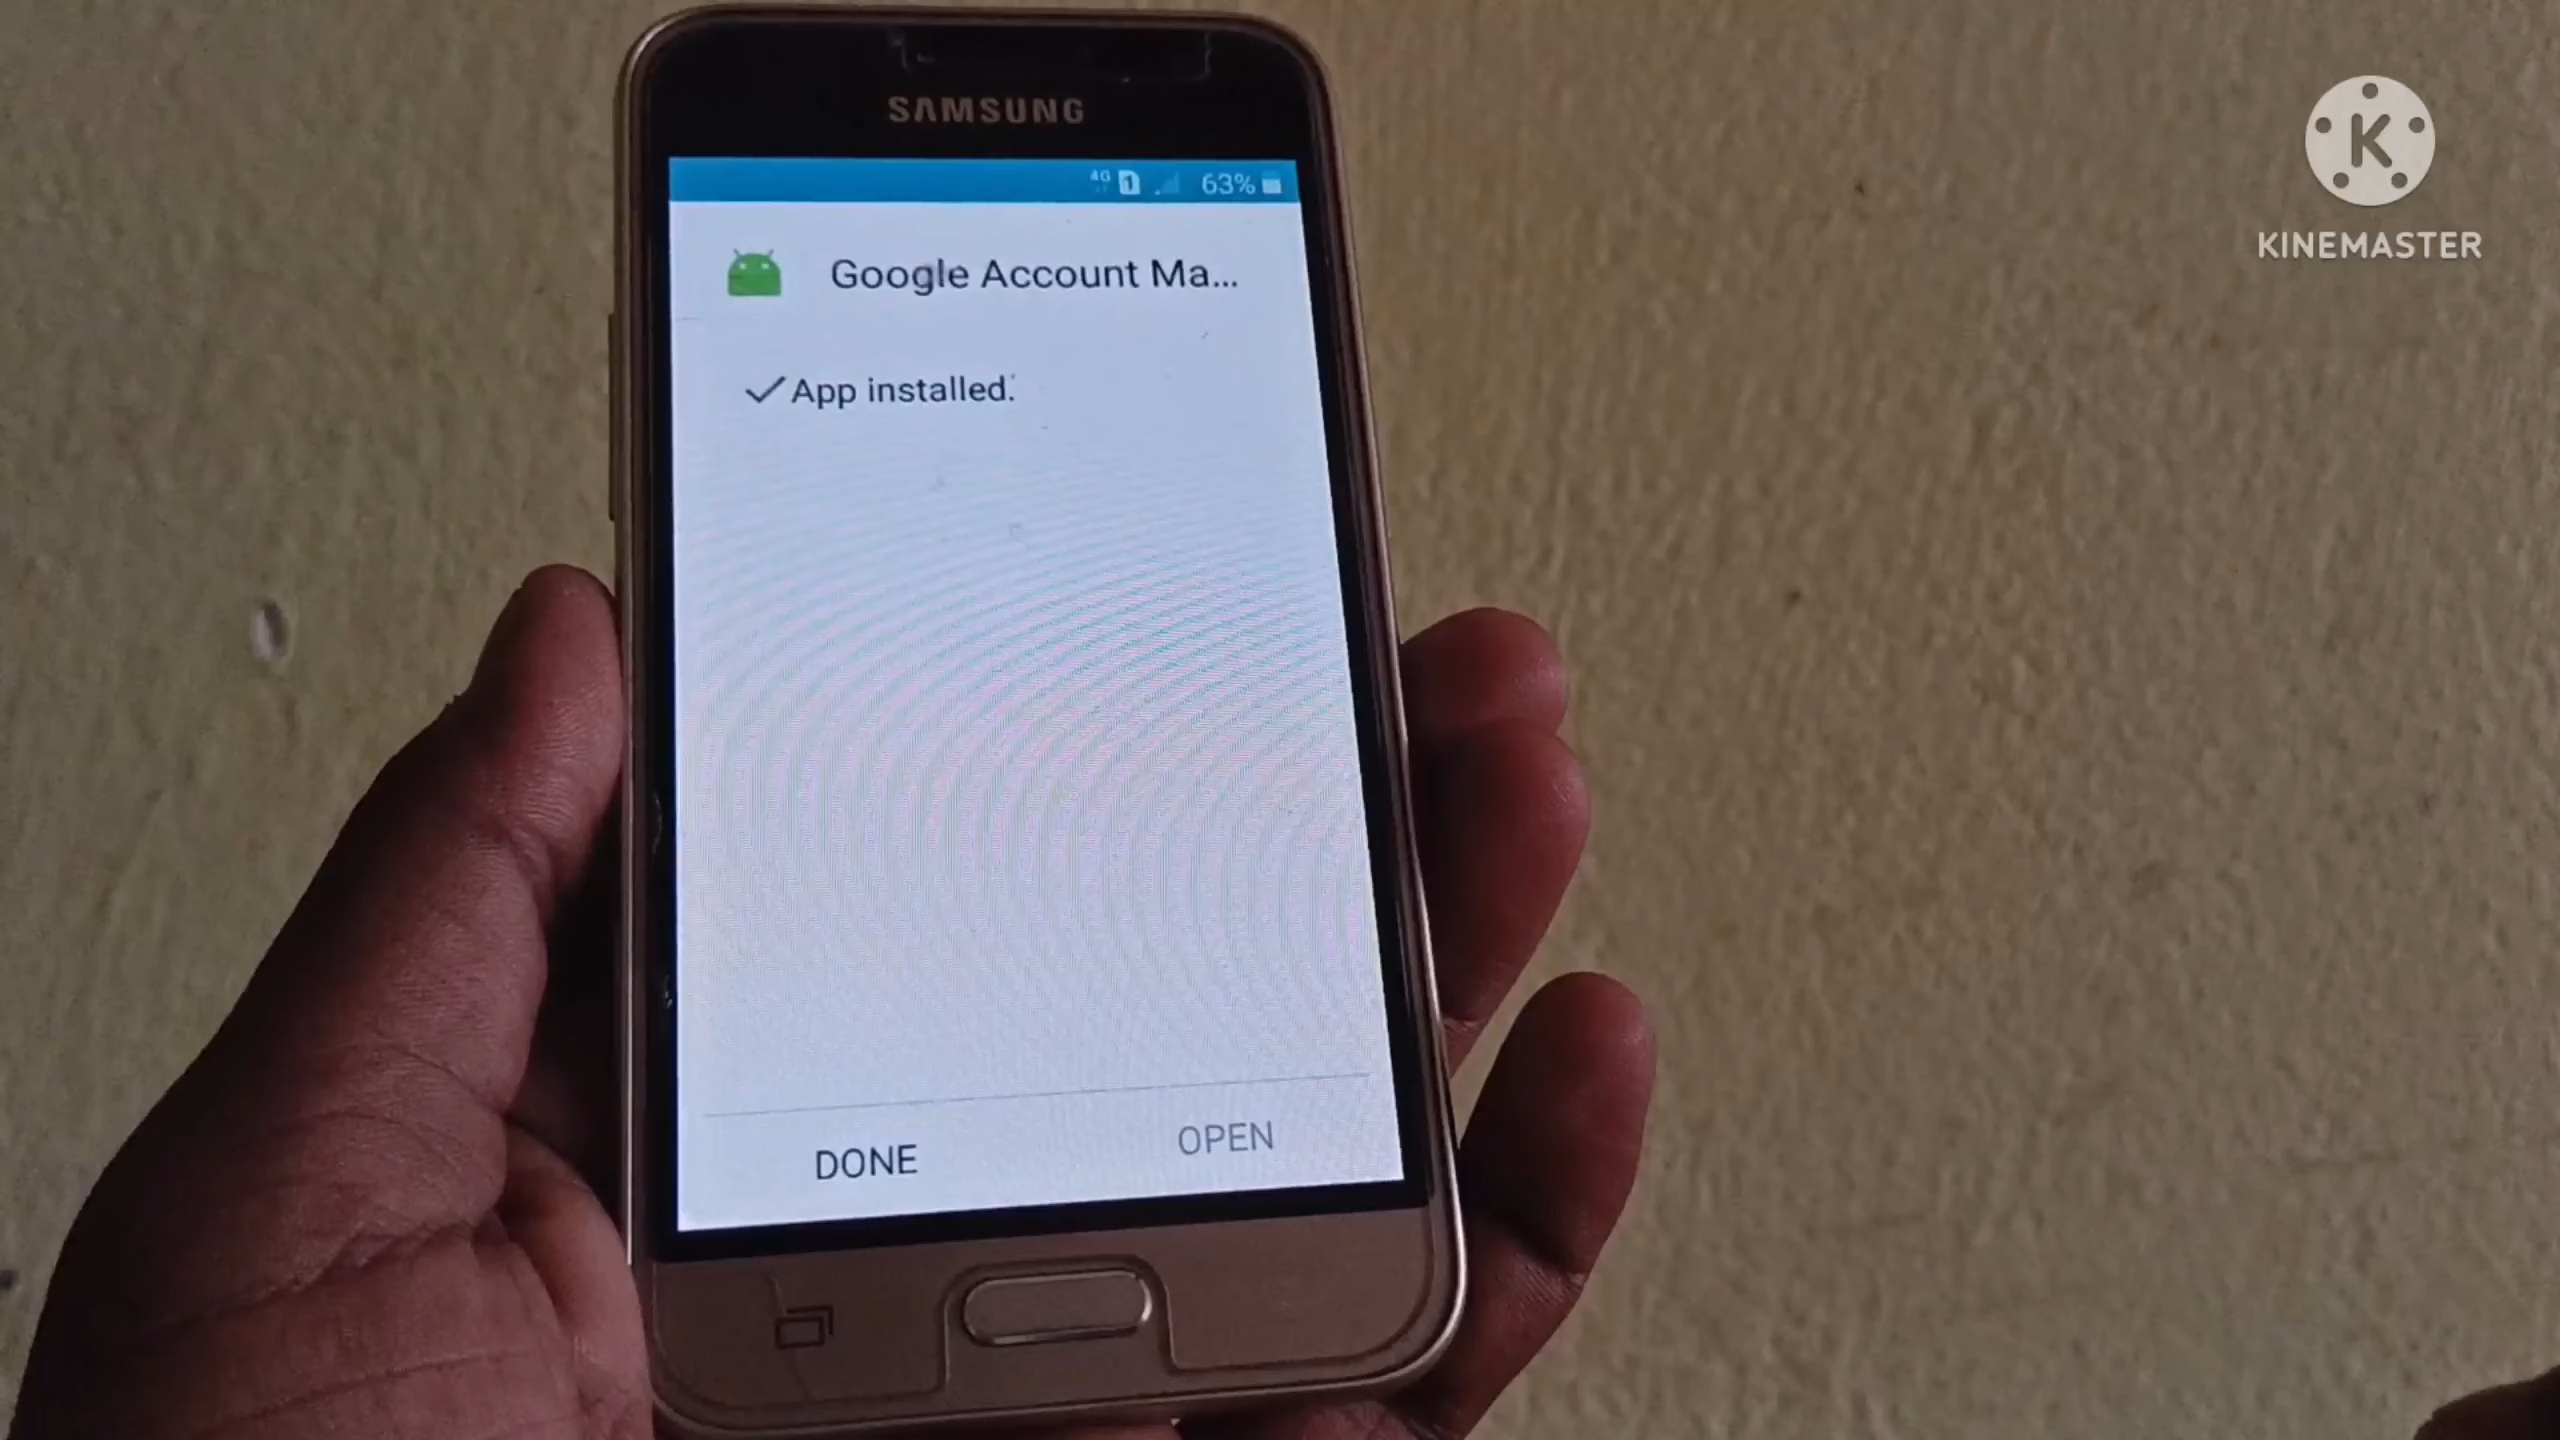 SAMSUNG
4G 1 63%
Google Account Ma...
App installed.
DONE
OPEN
K
KINEMASTER